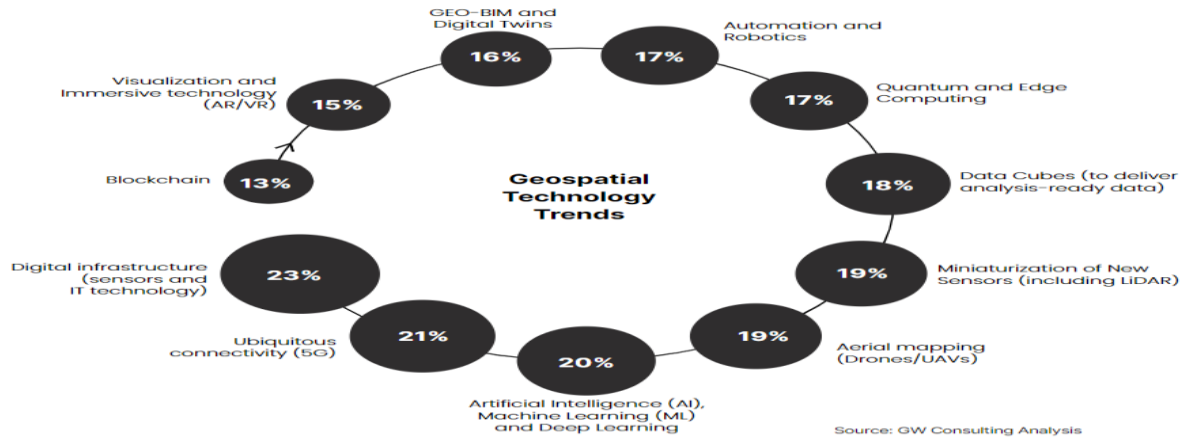 Geospatial
Technology
Trends
Blockchain
13%
Visualization and
Immersive technology
(AR/VR)
15%
GEO-BIM and
Digital Twins
16%
Automation and
Robotics
17%
Quantum and Edge
Computing
17%
Data Cubes (to deliver
analysis-ready data)
18%
Miniaturization of New
Sensors (including LiDAR)
19%
Aerial mapping
(Drones/UAVs)
19%
Artificial Intelligence (AI),
Machine Learning (ML)
and Deep Learning
20%
Ubiquitous
connectivity (5G)
21%
Digital infrastructure
(sensors and
IT technology)
23%
Source: GW Consulting Analysis